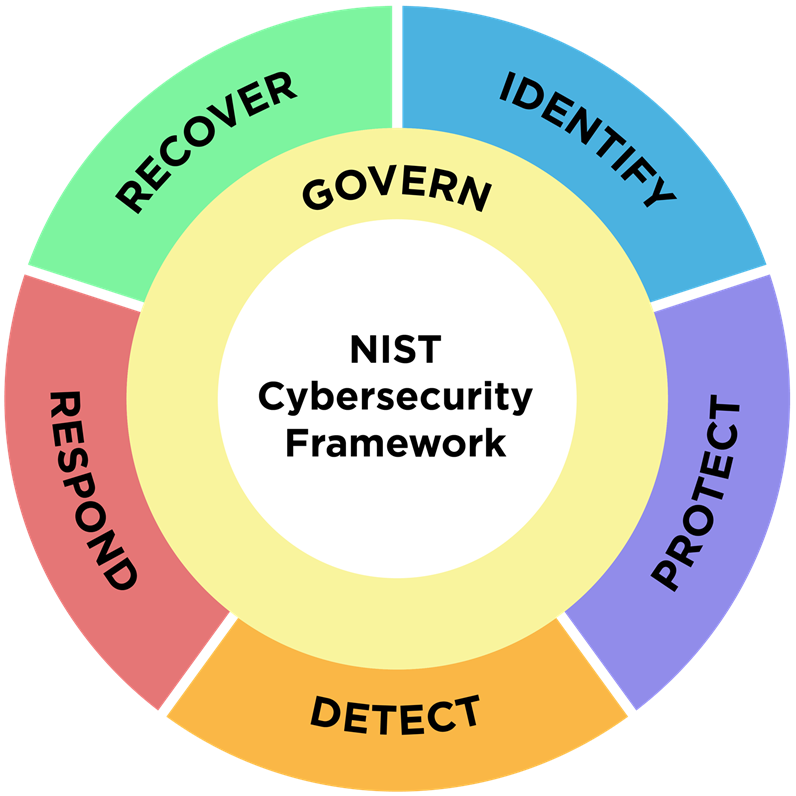 RECOVER
IDENTIFY
GOVERN
NIST
Cybersecurity
Framework
RESPOND
PROTECT
DETECT